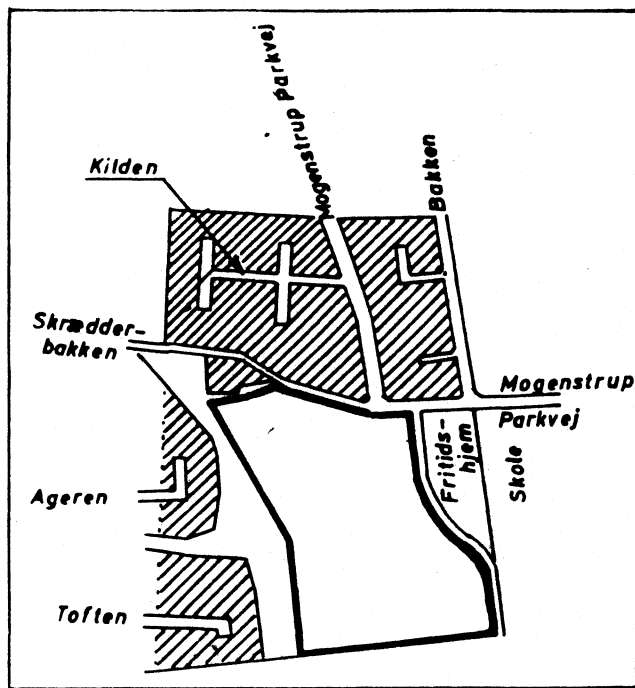 Mogenstrup Parkvej
Bakken
Kilden
Skrædder-
bakken
Mogenstrup
Parkvej
Fritids-
hjem
Skole
Ageren
Toften